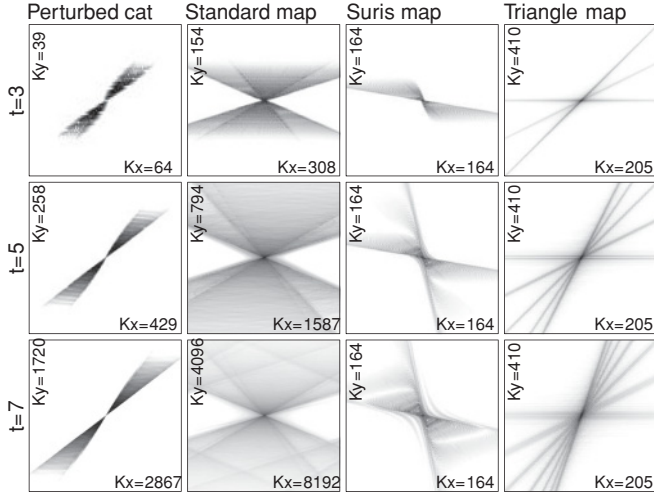 Perturbed cat Standard map Suris map Triangle map
t=3
Ky=39
Kx=64
Ky=154
Kx=308
Ky=164
Kx=164
Ky=410
Kx=205
t=5
Ky=258
Kx=429
Ky=794
Kx=1587
Ky=164
Kx=164
Ky=410
Kx=205
t=7
Ky=1720
Kx=2867
Ky=4096
Kx=8192
Ky=164
Kx=164
Ky=410
Kx=205